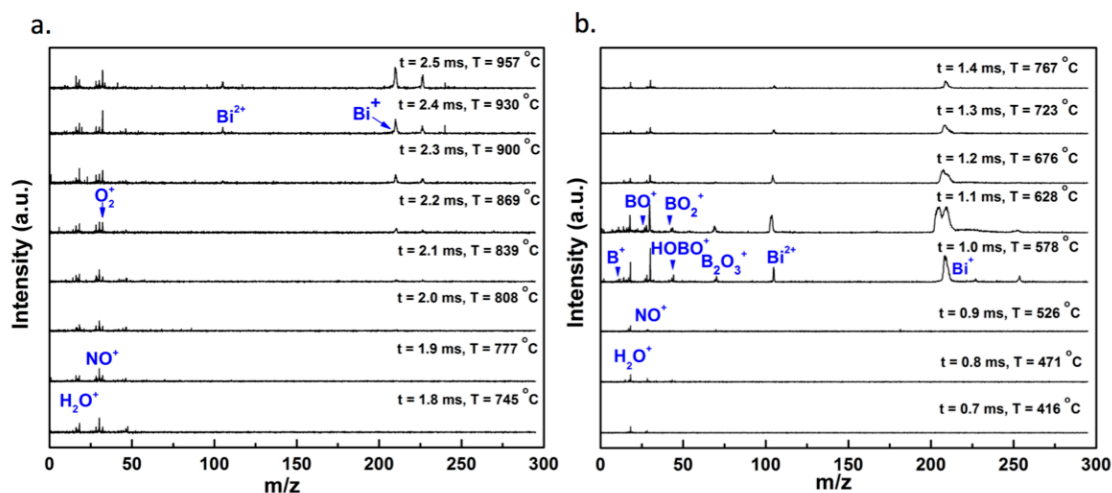 a.
t = 2.5 ms, T = 957 °C
t = 2.4 ms, T = 930 °C
Bi²⁺
Bi⁺
t = 2.3 ms, T = 900 °C
O₂⁺
t = 2.2 ms, T = 869 °C
t = 2.1 ms, T = 839 °C
t = 2.0 ms, T = 808 °C
NO⁺
t = 1.9 ms, T = 777 °C
H₂O⁺
t = 1.8 ms, T = 745 °C
Intensity (a.u.)
0 50 100 150 200 250 300
m/z
b.
t = 1.4 ms, T = 767 °C
t = 1.3 ms, T = 723 °C
t = 1.2 ms, T = 676 °C
BO⁺
BO₂⁺
t = 1.1 ms, T = 628 °C
B⁺
HOBO⁺
B₂O₃⁺
Bi²⁺
t = 1.0 ms, T = 578 °C
Bi⁺
NO⁺
t = 0.9 ms, T = 526 °C
H₂O⁺
t = 0.8 ms, T = 471 °C
t = 0.7 ms, T = 416 °C
Intensity (a.u.)
0 50 100 150 200 250 300
m/z